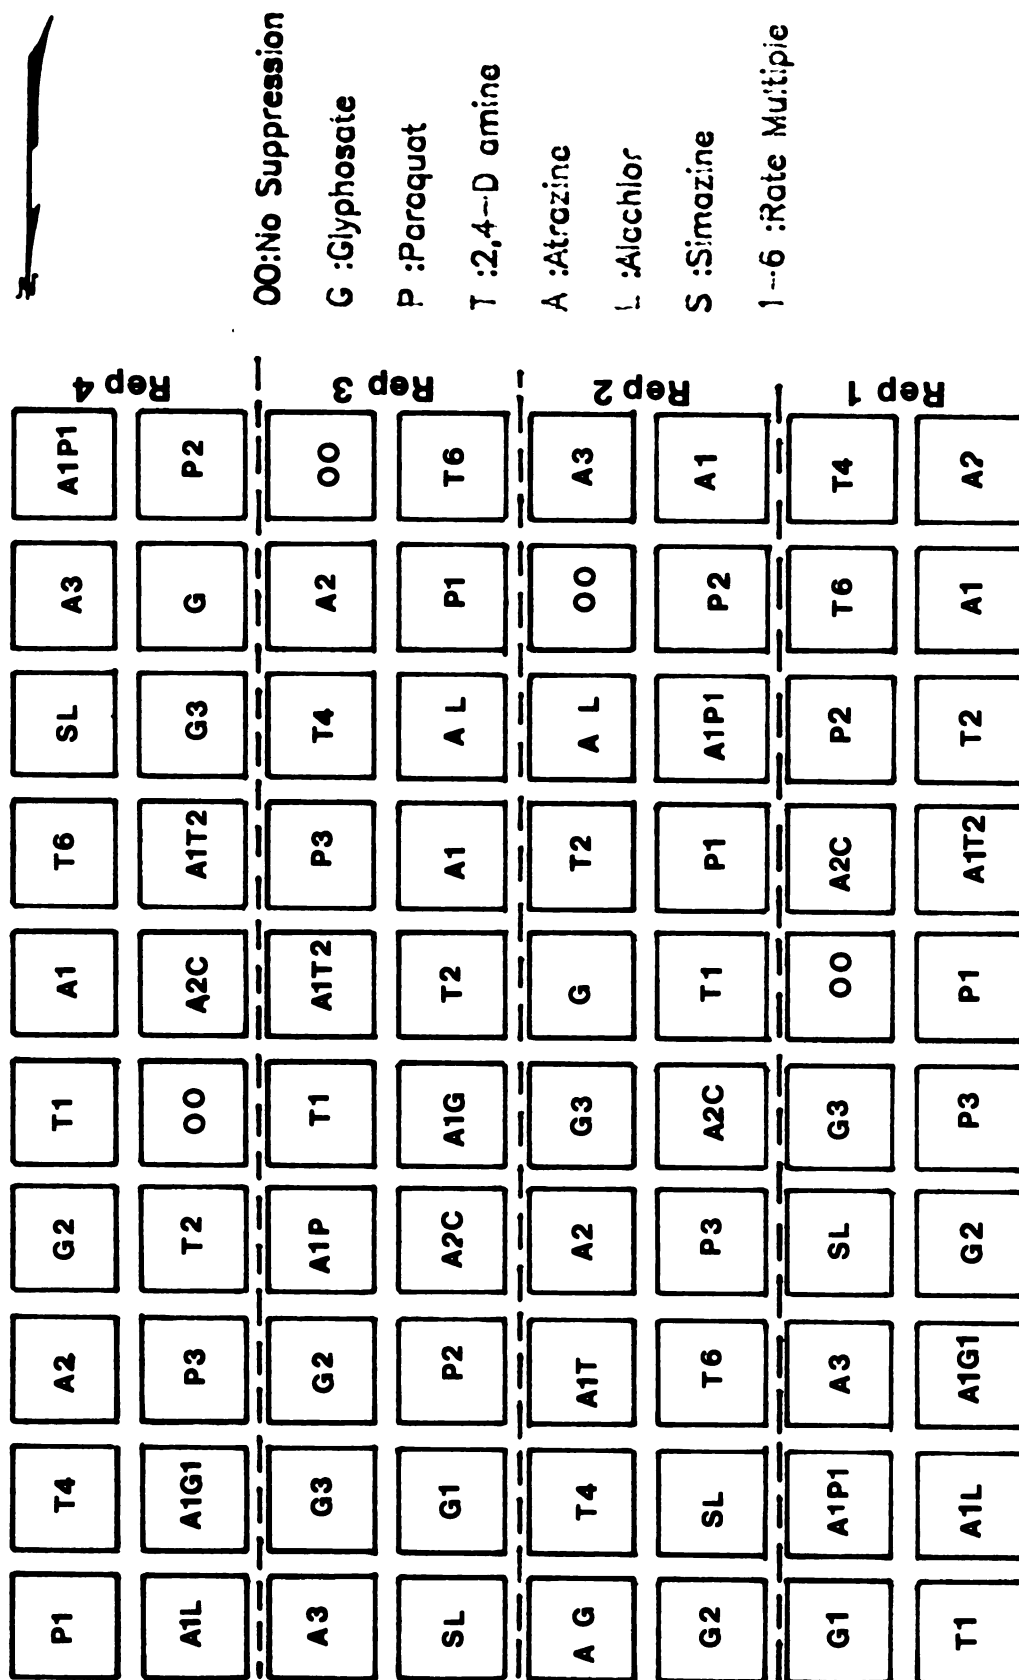 P1 T4 A2 G2 T1 A1 T6 SL A3 A1P1
Rep 4
A1L A1G1 P3 T2 OO A2C A1T2 G3 G P2
A3 G3 G2 A1P T1 A1T2 P3 T4 A2 OO
Rep 3
SL G1 P2 A2C A1G T2 A1 A L P1 T6
A G T4 A1T A2 G3 G T2 A L OO A3
Rep 2
G2 SL T6 P3 A2C T1 P1 A1P1 P2 A1
G1 A1P1 A3 SL G3 OO A2C P2 T6 T4
Rep 1
T1 A1L A1G1 G2 P3 P1 A1T2 T2 A1 A2
OO:No Suppression
G :Glyphosate
P :Paraquat
T :2,4-D amine
A :Atrazine
L :Alachlor
S :Simazine
1-6 :Rate Multiple